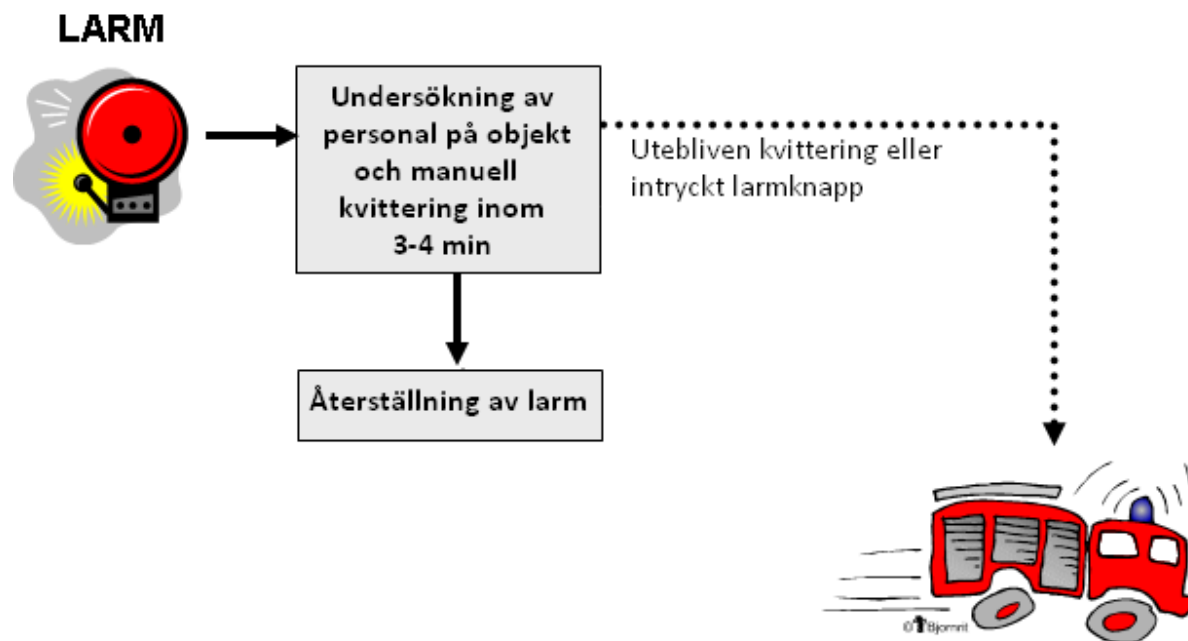 LARM
Undersökning av
personal på objekt
och manuell
kvittering inom
3-4 min
Utebliven kvittering eller
intryckt larmknapp
Återställning av larm
© Bjornrit